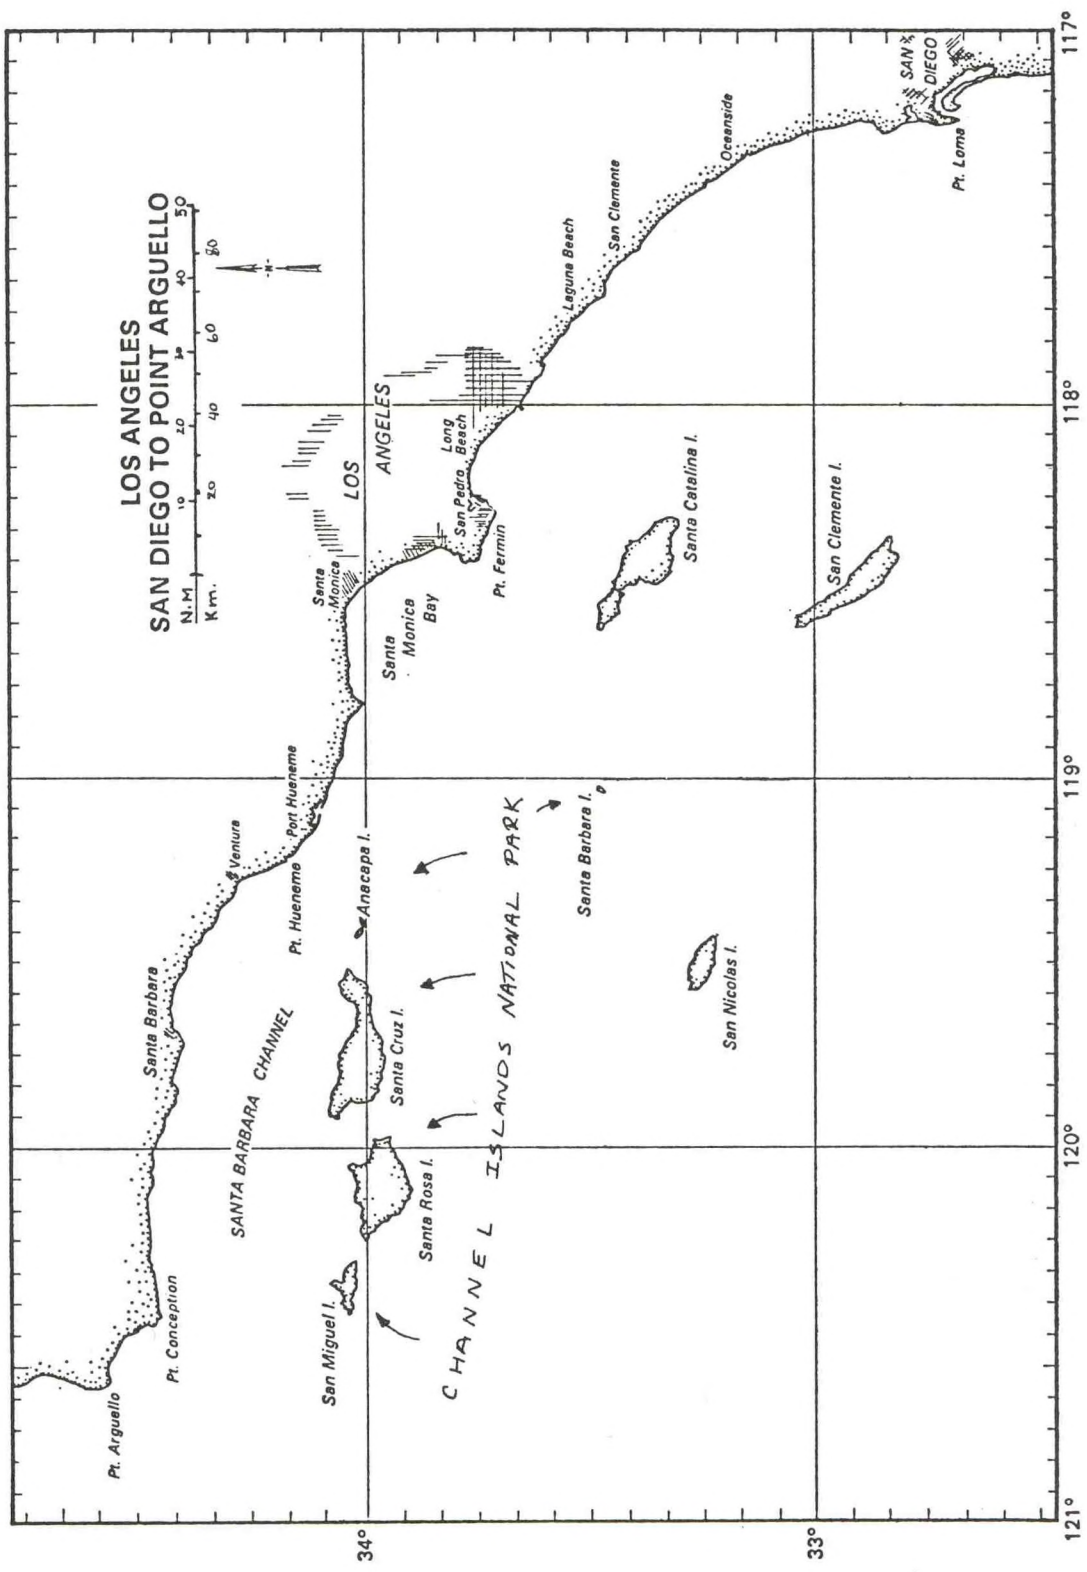 LOS ANGELES
SAN DIEGO TO POINT ARGUELLO
N.M 10 20 30 40 50
Km. 20 40 60 80
N
Pt. Arguello
Pt. Conception
Santa Barbara
SANTA BARBARA CHANNEL
Ventura
Pt. Hueneme
Port Hueneme
Santa
Monica
Santa
Monica
Bay
LOS
ANGELES
San Pedro
Long
Beach
Pt. Fermin
Laguna Beach
San Clemente
Oceanside
SAN
DIEGO
Pt. Loma
San Miguel I.
Santa Rosa I.
Santa Cruz I.
Anacapa I.
CHANNEL ISLANDS NATIONAL PARK
Santa Barbara I.
San Nicolas I.
Santa Catalina I.
San Clemente I.
34°
33°
121°
120°
119°
118°
117°